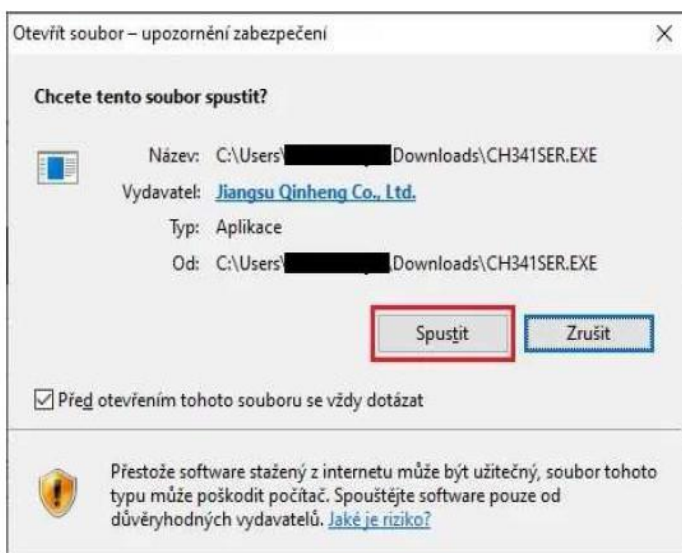 Otevřít soubor – upozornění zabezpečení
Chcete tento soubor spustit?
Název: C:\Users\ Downloads\CH341SER.EXE
Vydavatel: Jiangsu Qinheng Co., Ltd.
Typ: Aplikace
Od: C:\Users\ Downloads\CH341SER.EXE
Spustit Zrušit
Před otevřením tohoto souboru se vždy dotázat
Přestože software stažený z internetu může být užitečný, soubor tohoto
typu může poškodit počítač. Spouštějte software pouze od
důvěryhodných vydavatelů. Jaké je riziko?